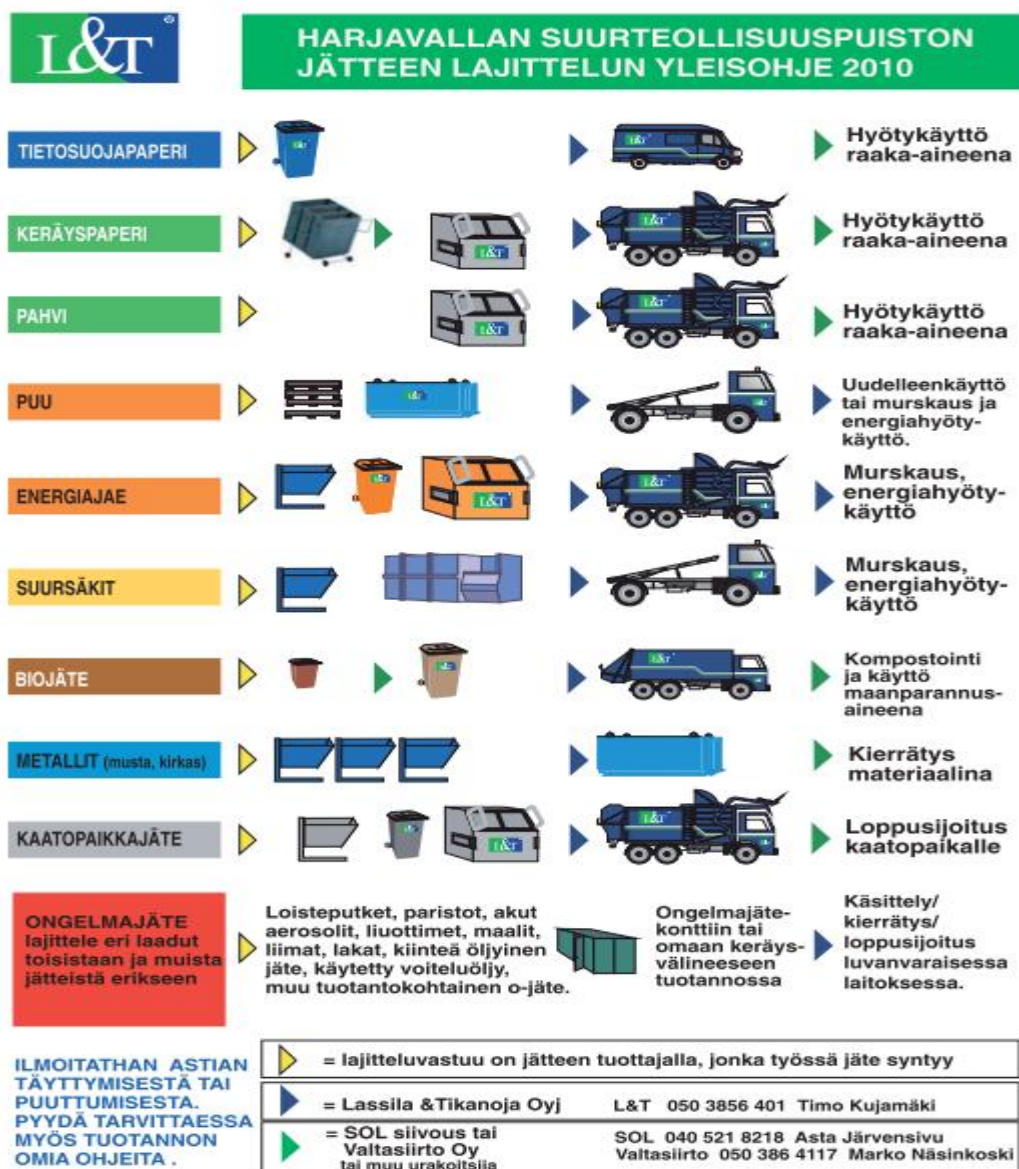 L&T
HARJAVALLAN SUURTEOLLISUUSPUISTON
JÄTTEEN LAJITTELUN YLEISOHJE 2010
TIETOSUOJAPAPERI
Hyötykäyttö
raaka-aineena
KERÄYSPAPERI
L&T
L&T
Hyötykäyttö
raaka-aineena
PAHVI
L&T
L&T
Hyötykäyttö
raaka-aineena
PUU
Uudelleenkäyttö
tai murskaus ja
energiahyöty-
käyttö.
ENERGIAJAE
L&T
L&T
L&T
Murskaus,
energiahyöty-
käyttö
SUURSÄKIT
Murskaus,
energiahyöty-
käyttö
BIOJÄTE
L&T
L&T
Kompostointi
ja käyttö
maanparannus-
aineena
METALLIT (musta, kirkas)
Kierrätys
materiaalina
KAATOPAIKKAJÄTE
L&T
L&T
L&T
Loppusijoitus
kaatopaikalle
ONGELMAJÄTE
lajittele eri laadut
toisistaan ja muista
jätteistä erikseen
Loisteputket, paristot, akut
aerosolit, liuottimet, maalit,
liimat, lakat, kiinteä öljyinen
jäte, käytetty voiteluöljy,
muu tuotantokohtainen o-jäte.
Ongelmajäte-
konttiin tai
omaan keräys-
välineeseen
tuotannossa
Käsittely/
kierrätys/
loppusijoitus
luvanvaraisessa
laitoksessa.
ILMOITATHAN ASTIAN
TÄYTTYMISESTÄ TAI
PUUTTUMISESTA.
PYYDÄ TARVITTAESSA
MYÖS TUOTANNON
OMIA OHJEITA .
= lajitteluvastuu on jätteen tuottajalla, jonka työssä jäte syntyy
= Lassila &Tikanoja Oyj L&T 050 3856 401 Timo Kujamäki
= SOL siivous tai
Valtasiirto Oy
tai muu urakoitsija
SOL 040 521 8218 Asta Järvensivu
Valtasiirto 050 386 4117 Marko Näsinkoski